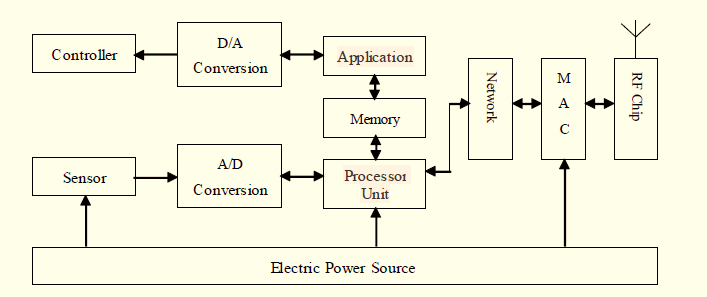 Controller
D/A
Conversion
Application
Memory
Network
M
A
C
RF Chip
Sensor
A/D
Conversion
Processor
Unit
Electric Power Source